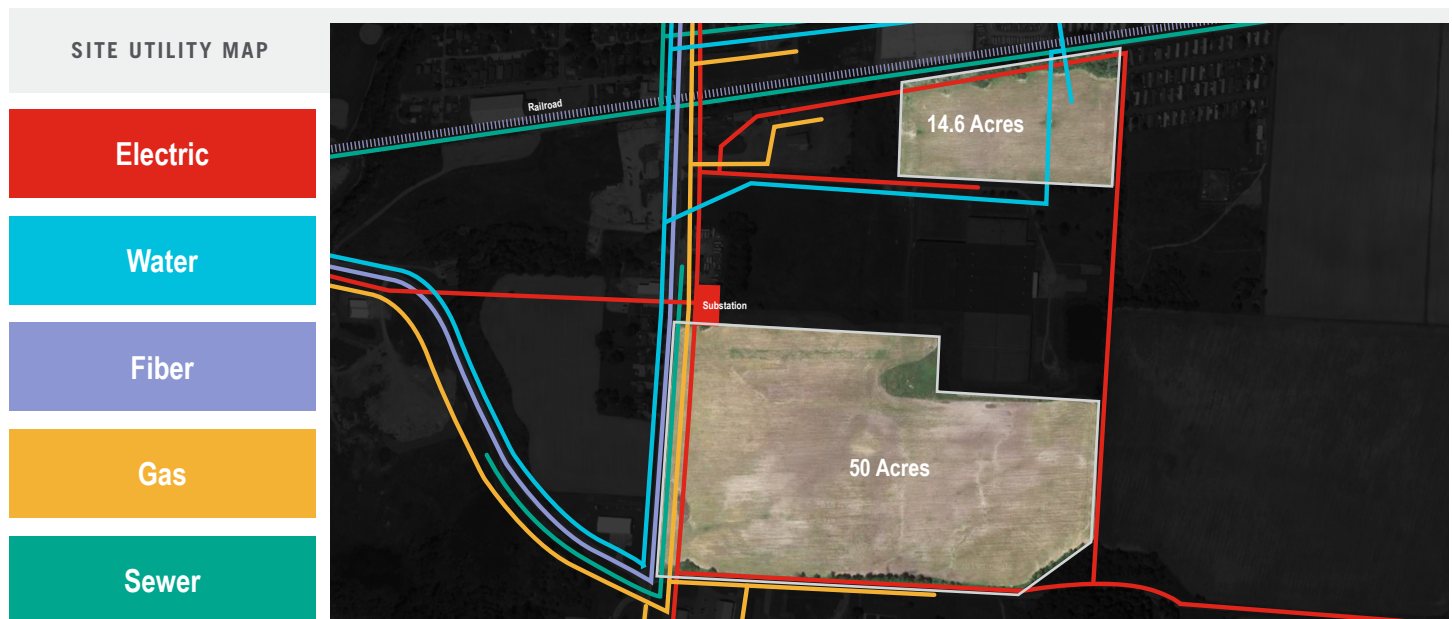 SITE UTILITY MAP
Electric
Water
Fiber
Gas
Sewer
Railroad
14.6 Acres
Substation
50 Acres